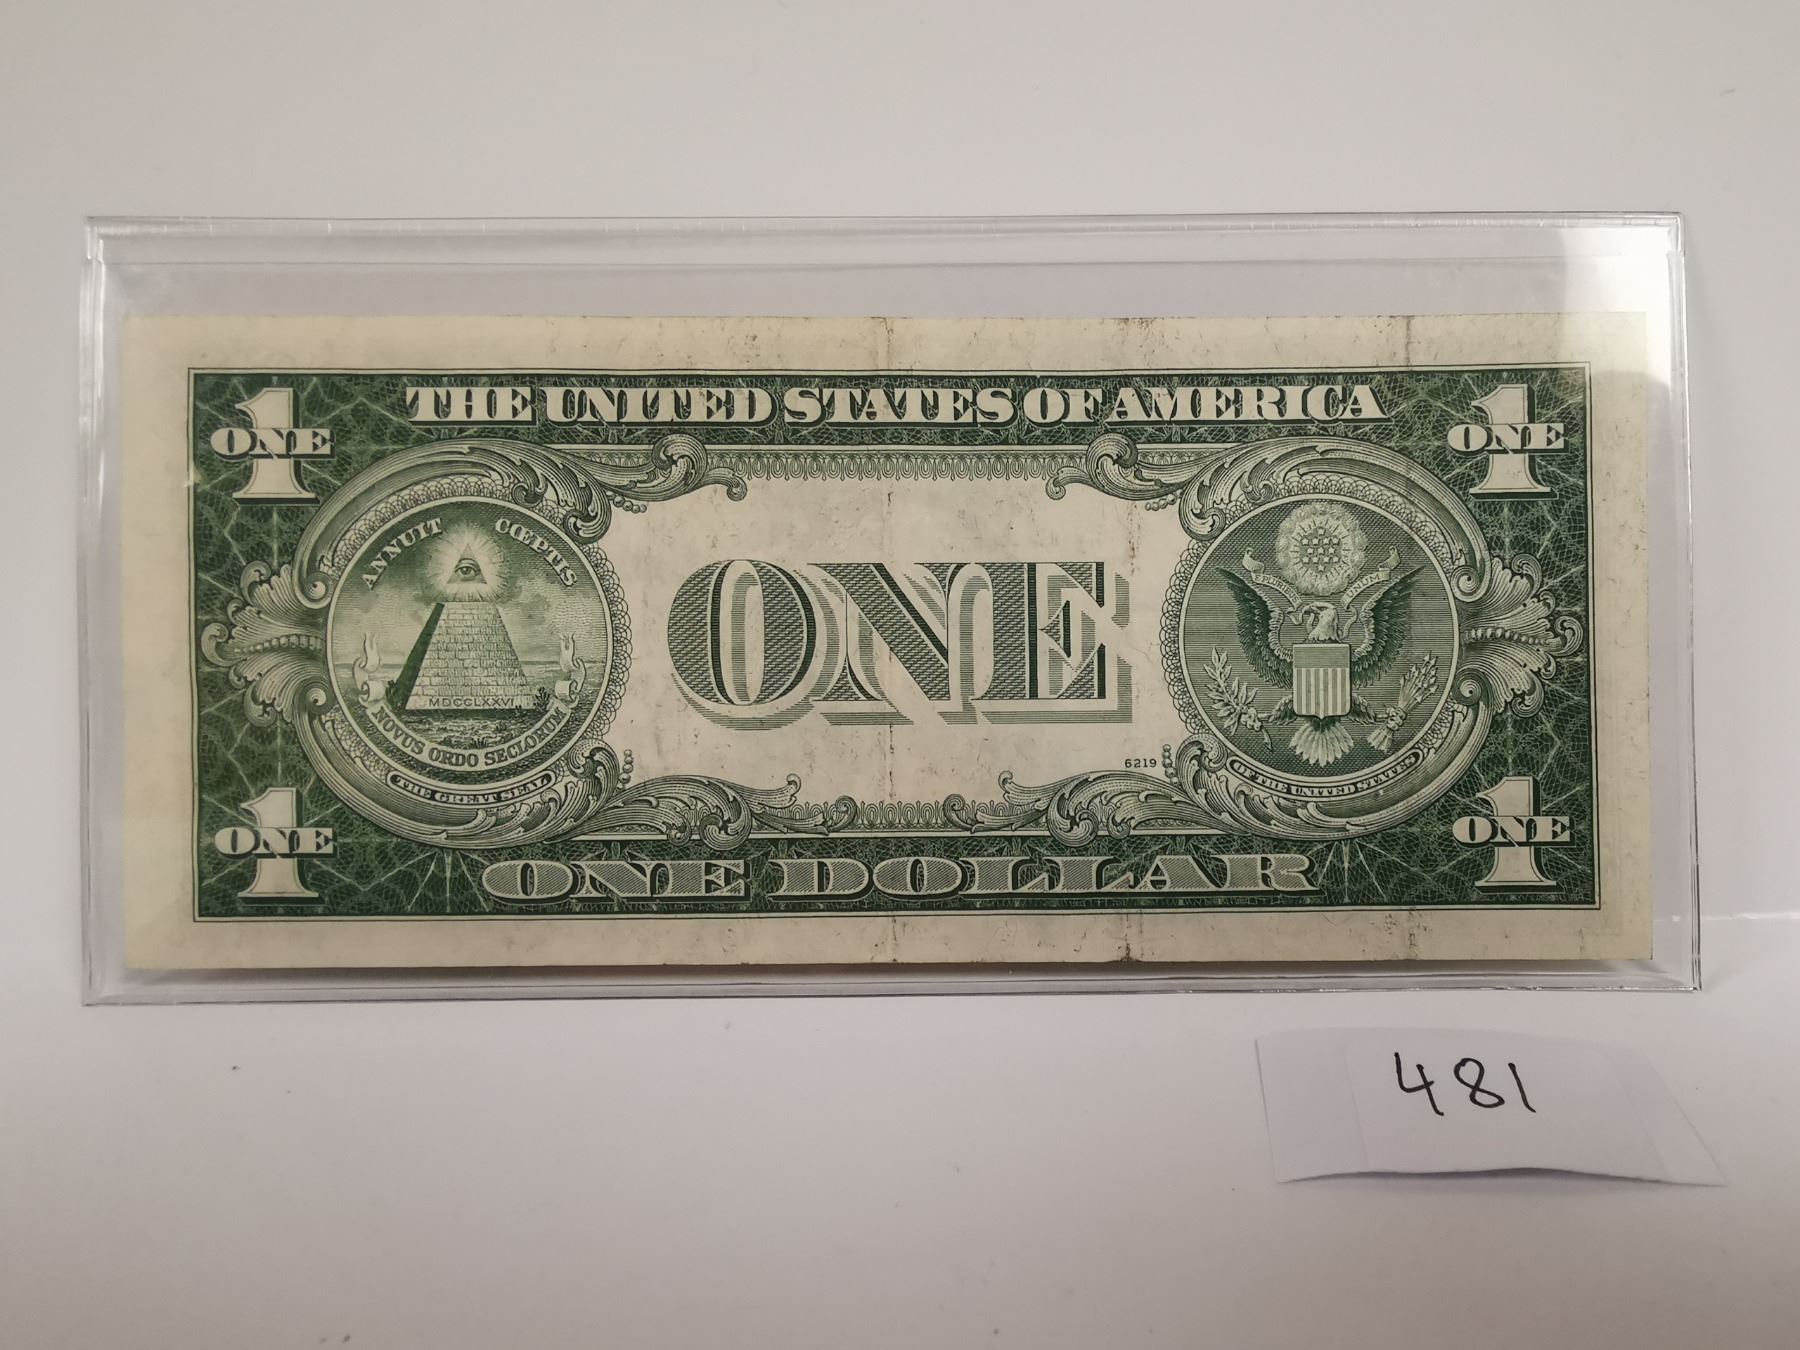 THE UNITED STATES OF AMERICA
1
ONE
1
ONE
ANNUIT CŒPTIS
MDCCLXXVI
NOVUS ORDO SECLORUM
THE GREAT SEAL
ONE
E PLURIBUS UNUM
6219
OF THE UNITED STATES
1
ONE
1
ONE
ONE DOLLAR
481